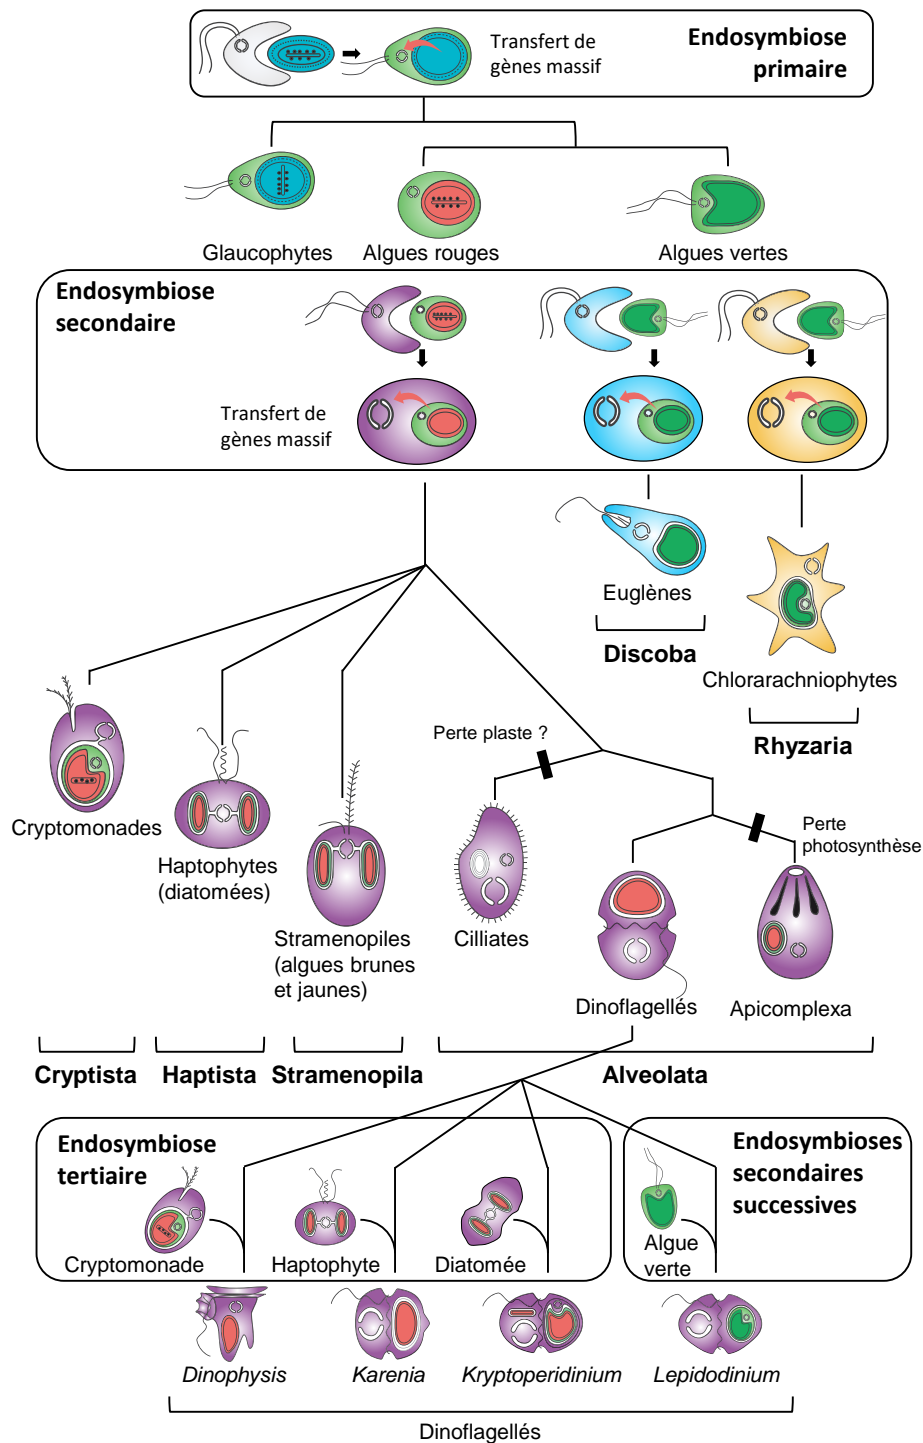 Transfert de
gènes massif
Endosymbiose
primaire
Glaucophytes
Algues rouges
Algues vertes
Endosymbiose
secondaire
Transfert de
gènes massif
Euglènes
Discoba
Chlorarachniophytes
Rhyzaria
Perte plaste ?
Perte
photosynthèse
Cryptomonades
Haptophytes
(diatomées)
Stramenopiles
(algues brunes
et jaunes)
Cilliates
Dinoflagellés
Apicomplexa
Cryptista
Haptista
Stramenopila
Alveolata
Endosymbiose
tertiaire
Endosymbioses
secondaires
successives
Cryptomonade
Haptophyte
Diatomée
Algue
verte
Dinophysis
Karenia
Kryptoperidinium
Lepidodinium
Dinoflagellés